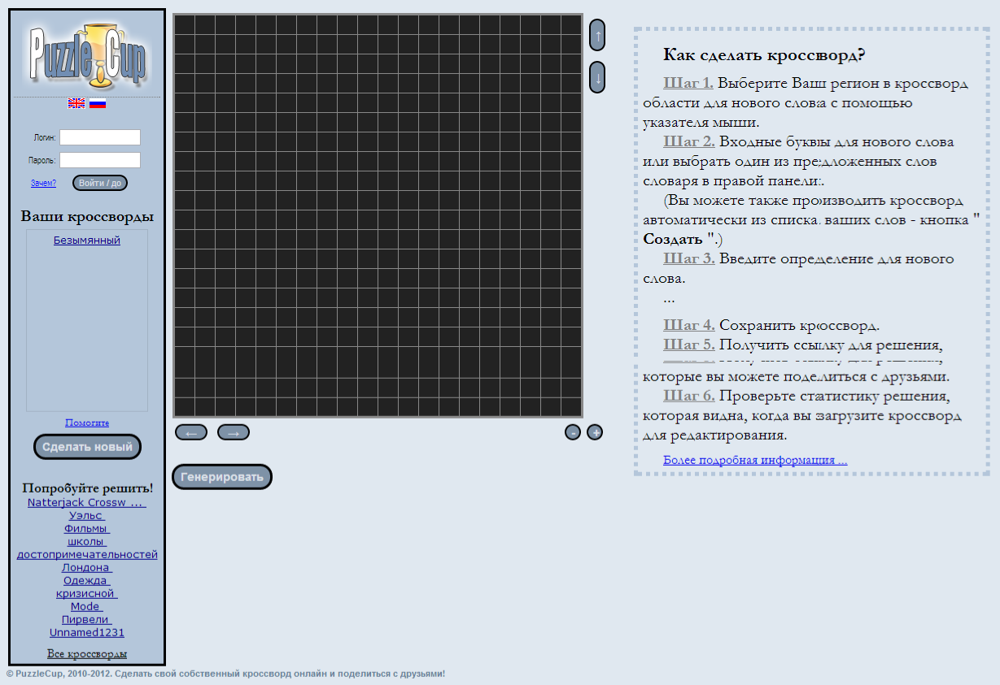 Puzzle Cup
Логин:
Пароль:
Зачем? Войти / до
Ваши кроссворды
Безымянный
Помогите
Сделать новый
Попробуйте решить!
Natterjack Crossw ...
Уэльс
Фильмы
школы
достопримечательностей
Лондона
Одежда
кризисной
Mode
Пирвели
Unnamed1231
Все кроссворды
↑
↓
← → - +
Генерировать
Как сделать кроссворд?
Шаг 1. Выберите Ваш регион в кроссворд
области для нового слова с помощью
указателя мыши.
Шаг 2. Входные буквы для нового слова
или выбрать один из предложенных слов
словаря в правой панели:.
(Вы можете также производить кроссворд
автоматически из списка. ваших слов - кнопка "
Создать ".)
Шаг 3. Введите определение для нового
слова.
...
Шаг 4. Сохранить кроссворд.
Шаг 5. Получить ссылку для решения,
которые вы можете поделиться с друзьями.
Шаг 6. Проверьте статистику решения,
которая видна, когда вы загрузите кроссворд
для редактирования.
Более подробная информация ...
© PuzzleCup, 2010-2012. Сделать свой собственный кроссворд онлайн и поделиться с друзьями!